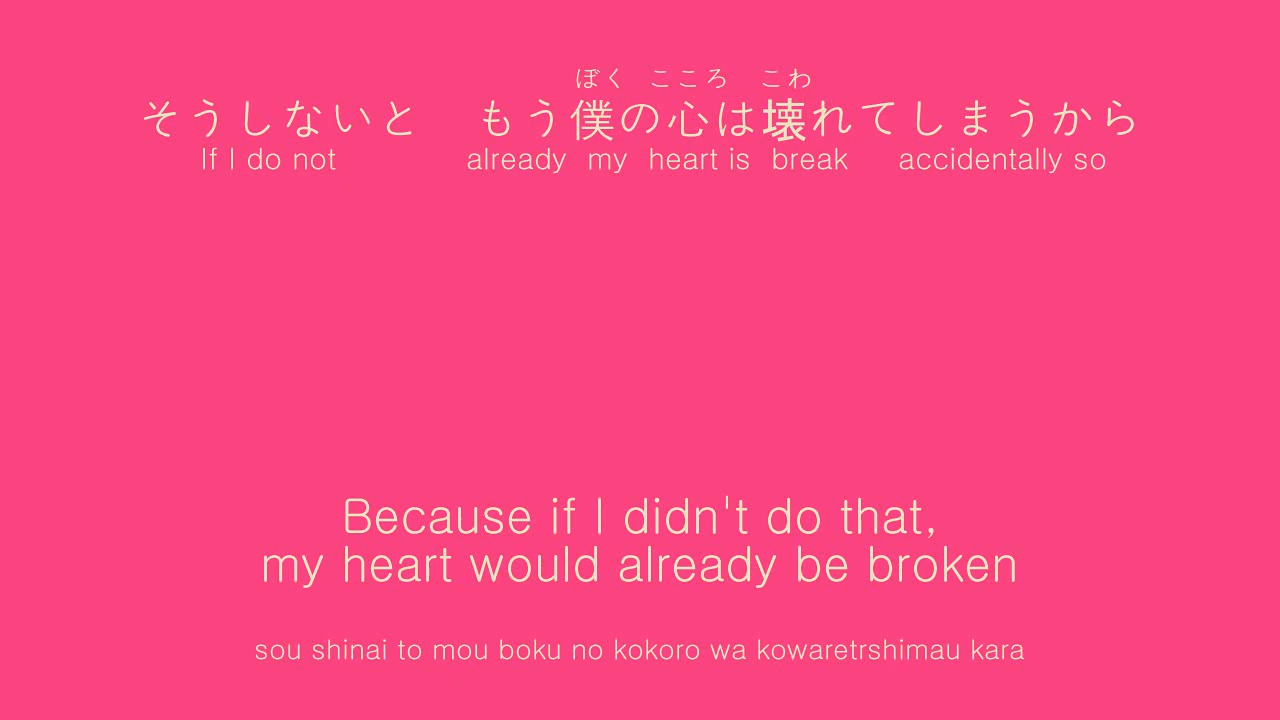 ぼく こころ こわ
そうしないと もう僕の心は壊れてしまうから
If I do not already my heart is break accidentally so
Because if I didn't do that,
my heart would already be broken
sou shinai to mou boku no kokoro wa kowaretrshimau kara